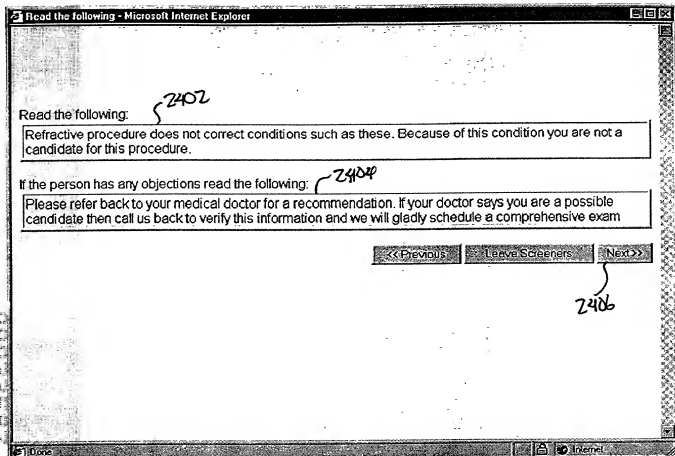 Read the following - Microsoft Internet Explorer
2402
Read the following:
Refractive procedure does not correct conditions such as these. Because of this condition you are not a
candidate for this procedure.
2404
If the person has any objections read the following:
Please refer back to your medical doctor for a recommendation. If your doctor says you are a possible
candidate then call us back to verify this information and we will gladly schedule a comprehensive exam
<<Previous Leave Screeners Next>>
2406
Done Internet